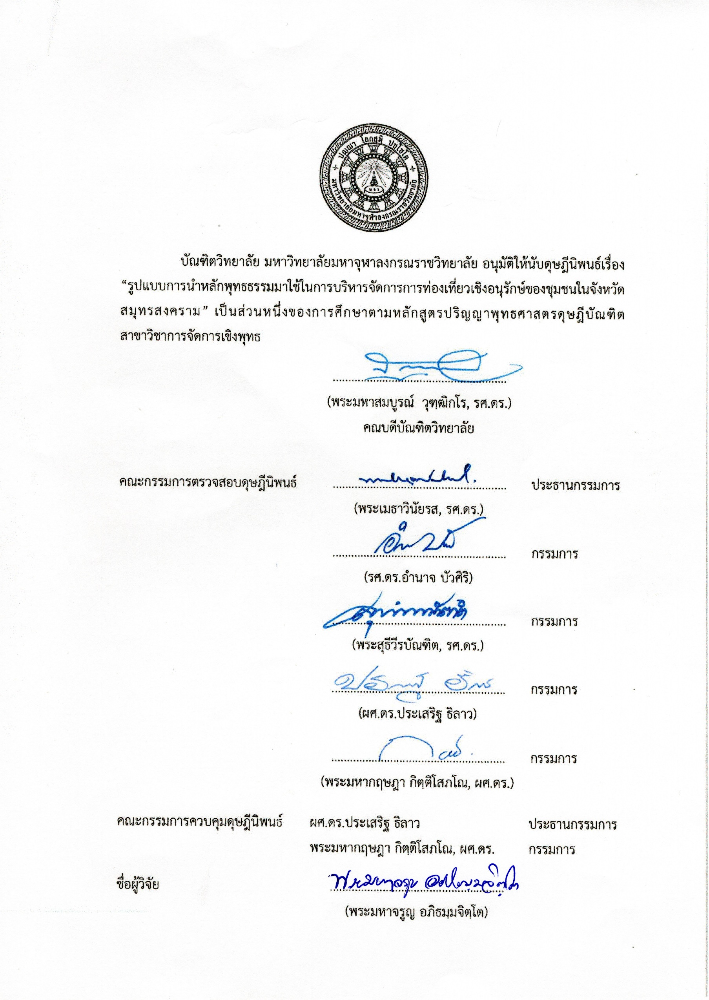 ปญฺญา โลกสฺมิ ปชฺโชโต
มหาวิทยาลัยมหาจุฬาลงกรณราชวิทยาลัย
บัณฑิตวิทยาลัย มหาวิทยาลัยมหาจุฬาลงกรณราชวิทยาลัย อนุมัติให้นับดุษฎีนิพนธ์เรื่อง
“รูปแบบการนำหลักพุทธธรรมมาใช้ในการบริหารจัดการการท่องเที่ยวเชิงอนุรักษ์ของชุมชนในจังหวัด
สมุทรสงคราม” เป็นส่วนหนึ่งของการศึกษาตามหลักสูตรปริญญาพุทธศาสตรดุษฎีบัณฑิต
สาขาวิชาการจัดการเชิงพุทธ
(พระมหาสมบูรณ์ วุฑฺฒิกโร, รศ.ดร.)
คณบดีบัณฑิตวิทยาลัย
คณะกรรมการตรวจสอบดุษฎีนิพนธ์ ประธานกรรมการ
(พระเมธาวินัยรส, รศ.ดร.)
กรรมการ
(รศ.ดร.อำนาจ บัวศิริ)
กรรมการ
(พระสุธีวีรบัณฑิต, รศ.ดร.)
กรรมการ
(ผศ.ดร.ประเสริฐ ธิลาว)
กรรมการ
(พระมหากฤษฎา กิตฺติโสภโณ, ผศ.ดร.)
คณะกรรมการควบคุมดุษฎีนิพนธ์ ผศ.ดร.ประเสริฐ ธิลาว ประธานกรรมการ
พระมหากฤษฎา กิตฺติโสภโณ, ผศ.ดร. กรรมการ
ชื่อผู้วิจัย
(พระมหาจรูญ อภิธมฺมจิตฺโต)